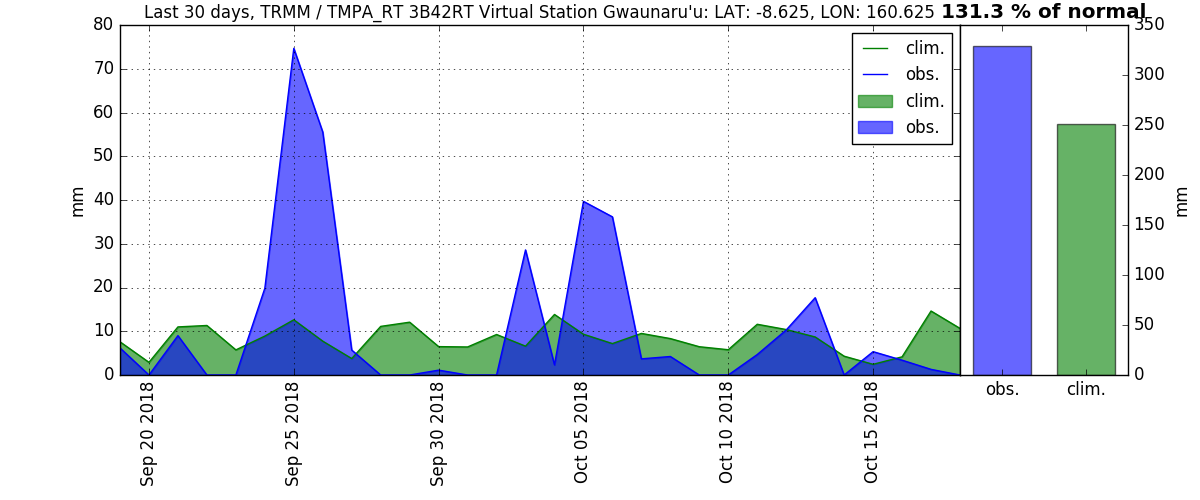 Last 30 days, TRMM / TMPA_RT 3B42RT Virtual Station Gwaunaru'u: LAT: -8.625, LON: 160.625 131.3 % of normal
80
70
60
50
40
30
20
10
0
mm
clim.
obs.
clim.
obs.
350
300
250
200
150
100
50
0
mm
obs.
clim.
Sep 20 2018
Sep 25 2018
Sep 30 2018
Oct 05 2018
Oct 10 2018
Oct 15 2018